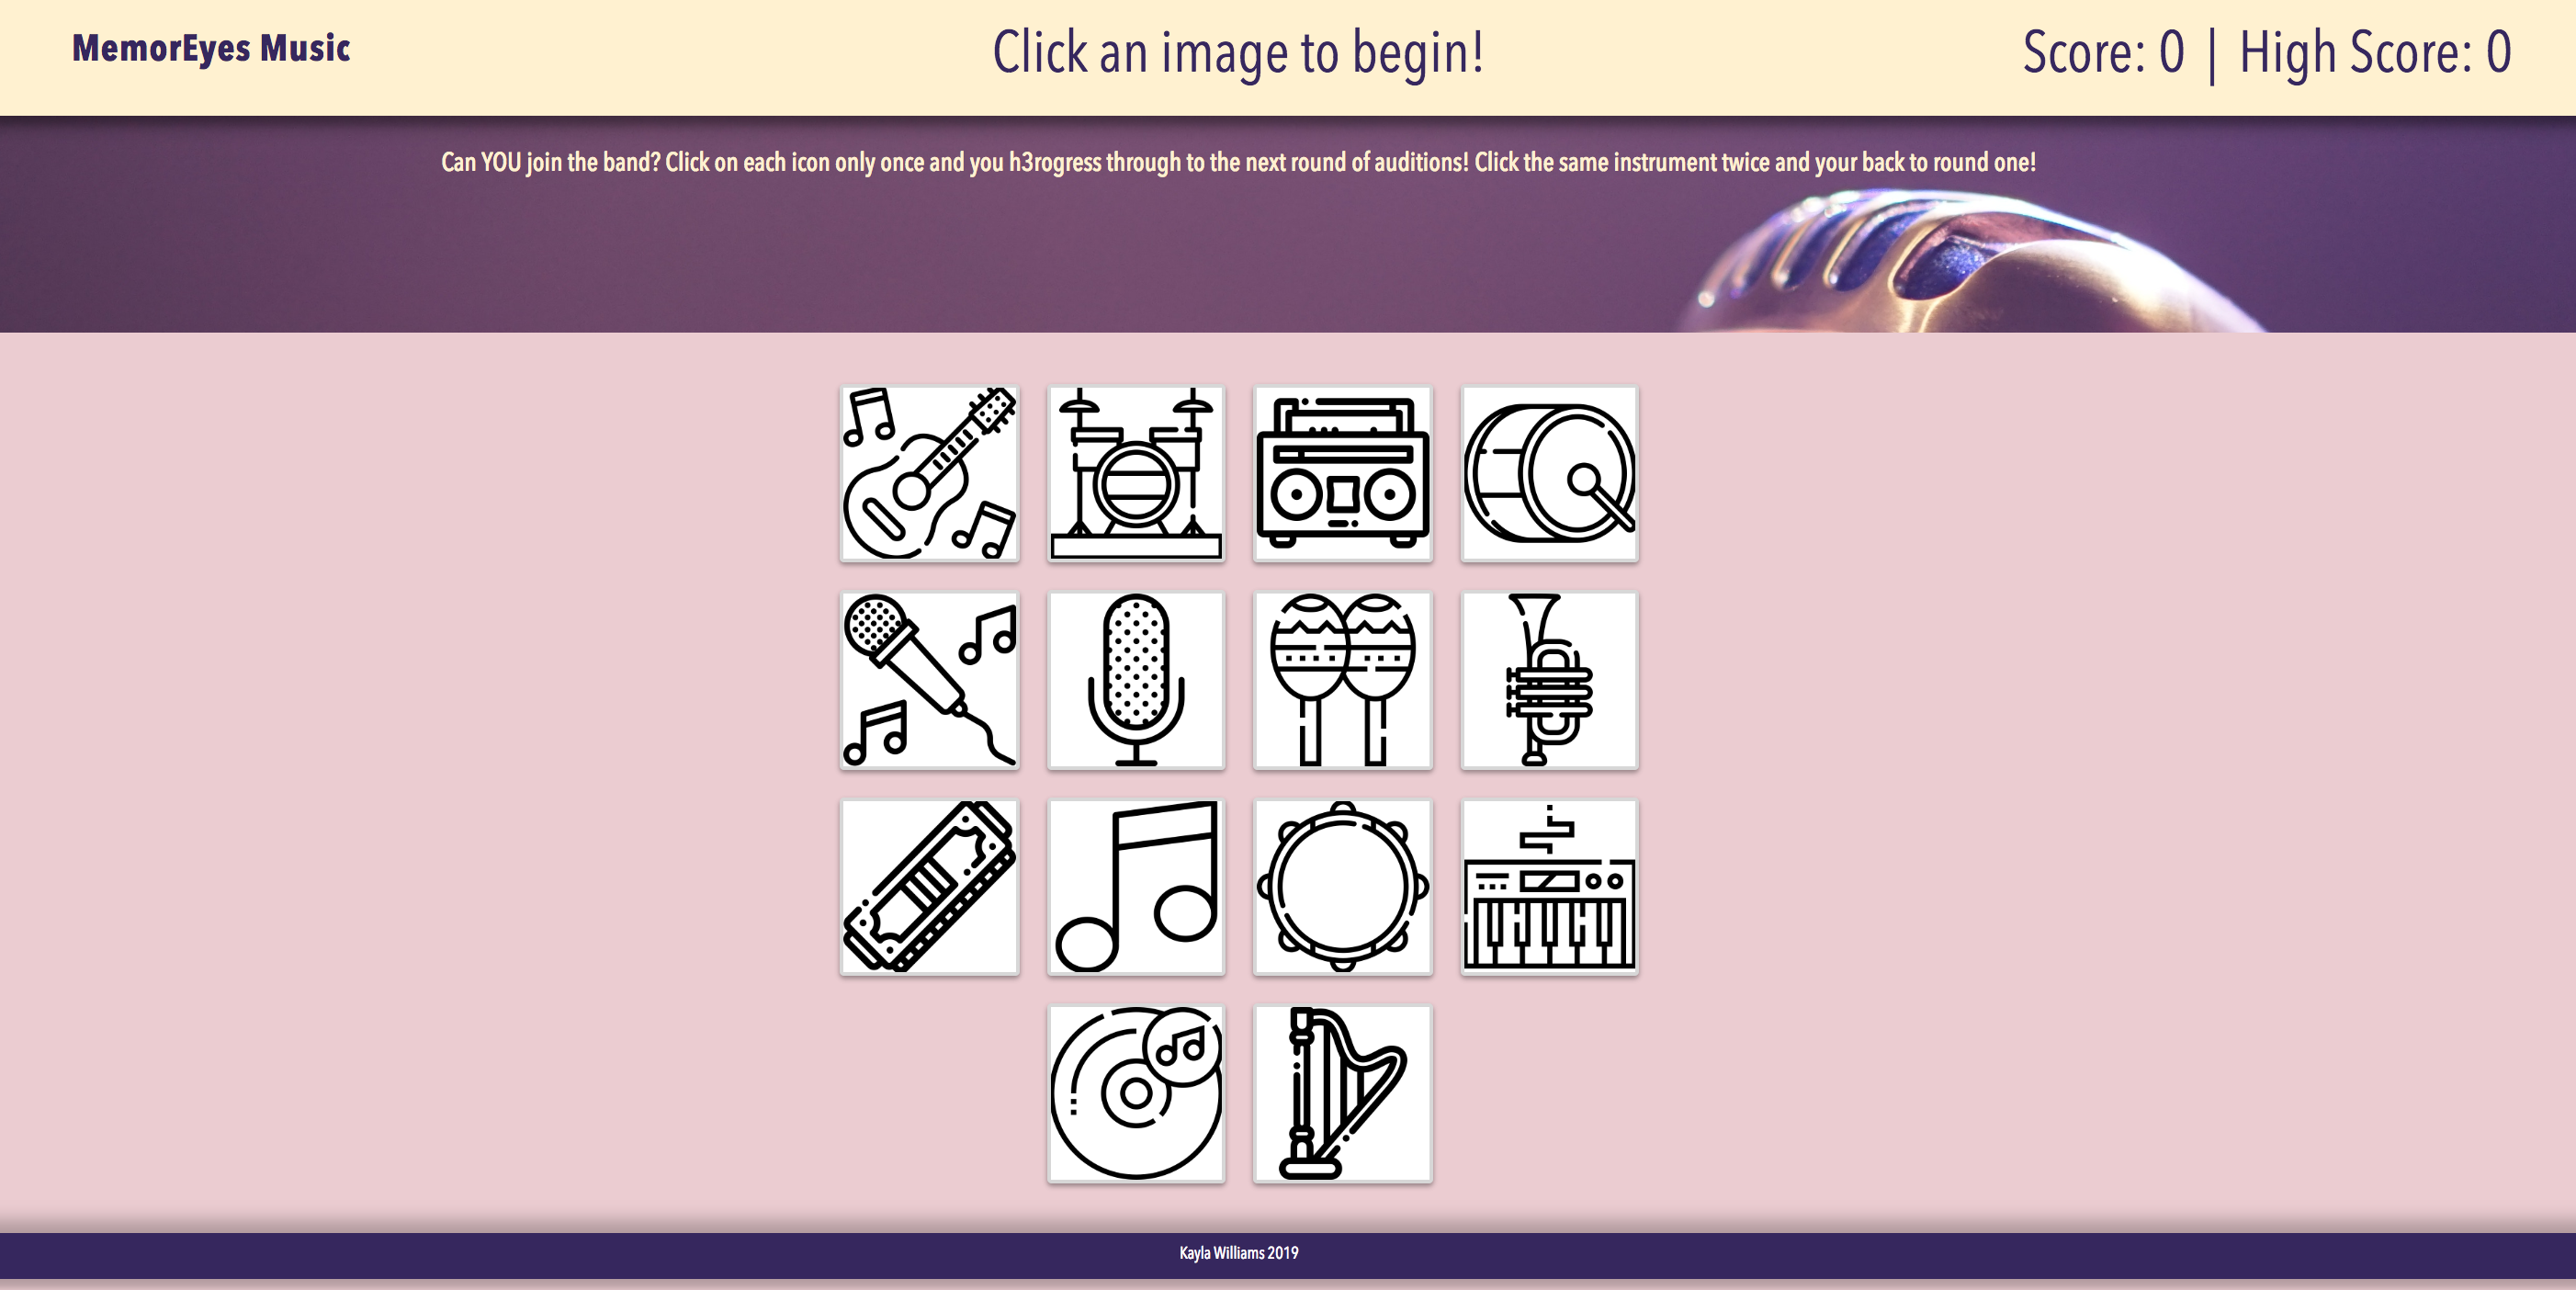 MemorEyes Music
Click an image to begin!
Score: 0 | High Score: 0
Can YOU join the band? Click on each icon only once and you h3rogress through to the next round of auditions! Click the same instrument twice and your back to round one!
Kayla Williams 2019